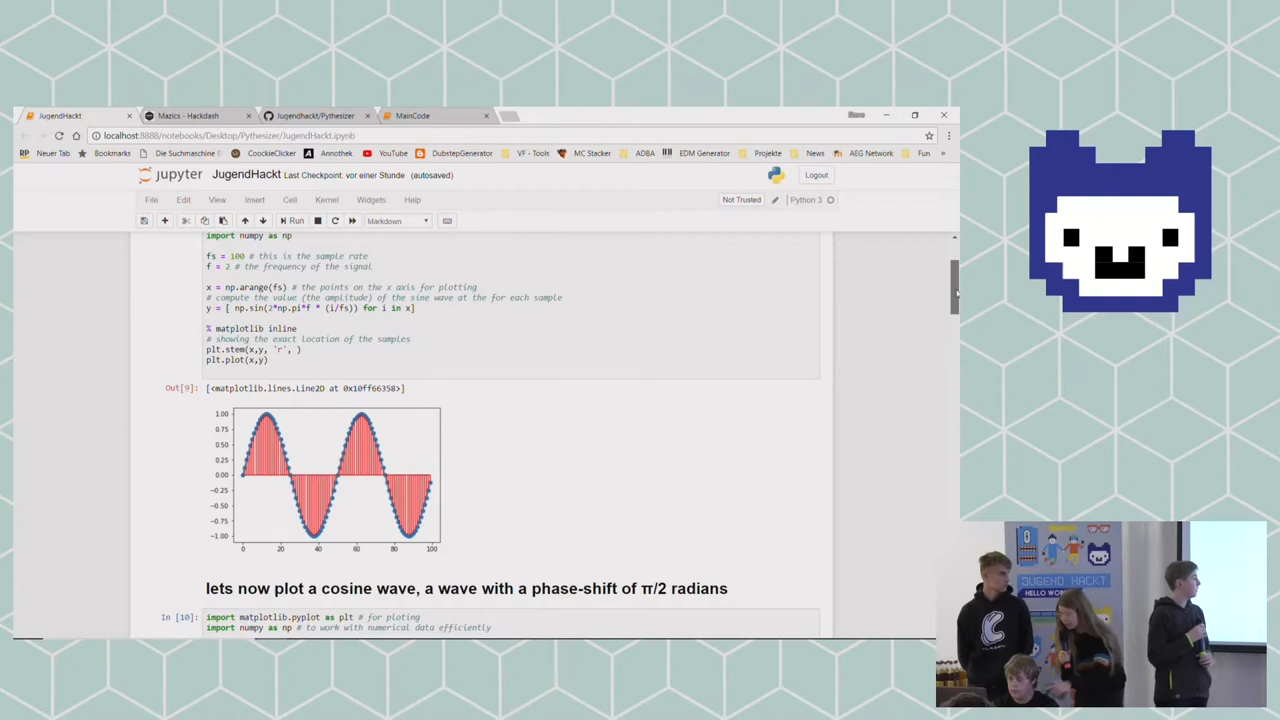 JugendHackt
Mazics - Hackdash
Jugendhackt/Pythesizer
MainCode
localhost:8888/notebooks/Desktop/Pythesizer/JugendHackt.ipynb
Neuer Tab
Bookmarks
Die Suchmaschine
CoockieClicker
Annothek
YouTube
DubstepGenerator
VF - Tools
MC Stacker
ADBA
EDM Generator
Projekte
News
AEG Network
Fun
»
jupyter JugendHackt Last Checkpoint: vor einer Stunde (autosaved)
Logout
File Edit View Insert Cell Kernel Widgets Help
Not Trusted
Python 3
Run
Markdown
import numpy as np
fs = 100 # this is the sample rate
f = 2 # the frequency of the signal
x = np.arange(fs) # the points on the x axis for plotting
# compute the value (the amplitude) of the sine wave at the for each sample
y = [ np.sin(2*np.pi*f * (i/fs)) for i in x]
% matplotlib inline
# showing the exact location of the samples
plt.stem(x,y, 'r', )
plt.plot(x,y)
Out[9]: [<matplotlib.lines.Line2D at 0x10ff66358>]
1.00
0.75
0.50
0.25
0.00
−0.25
−0.50
−0.75
−1.00
0 20 40 60 80 100
lets now plot a cosine wave, a wave with a phase-shift of π/2 radians
In [10]: import matplotlib.pyplot as plt # for ploting
import numpy as np # to work with numerical data efficiently
JUGEND HACKT